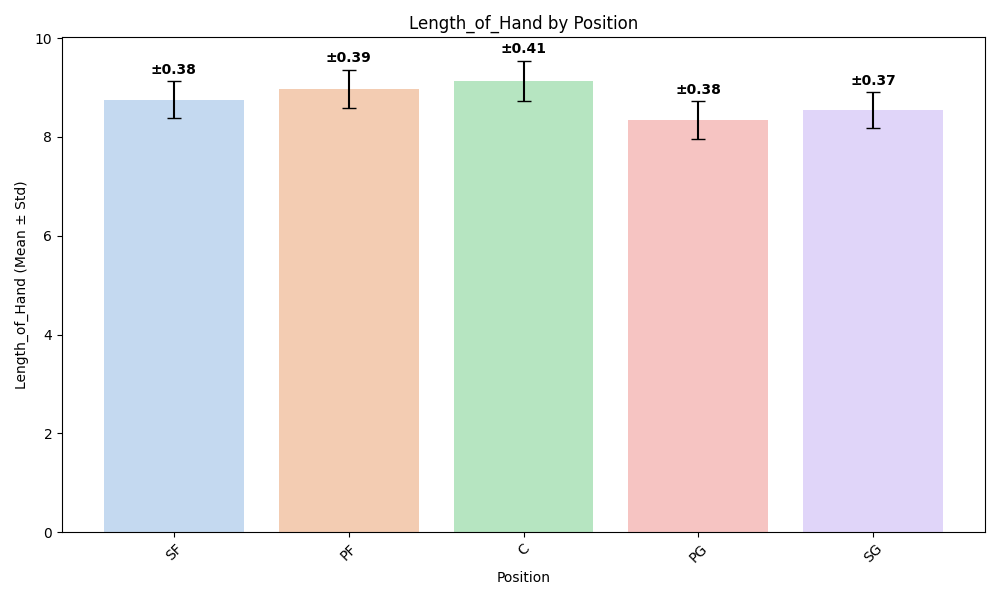 Length_of_Hand by Position
Length_of_Hand (Mean ± Std)
10
8
6
4
2
0
±0.38
±0.39
±0.41
±0.38
±0.37
SF
PF
C
PG
SG
Position